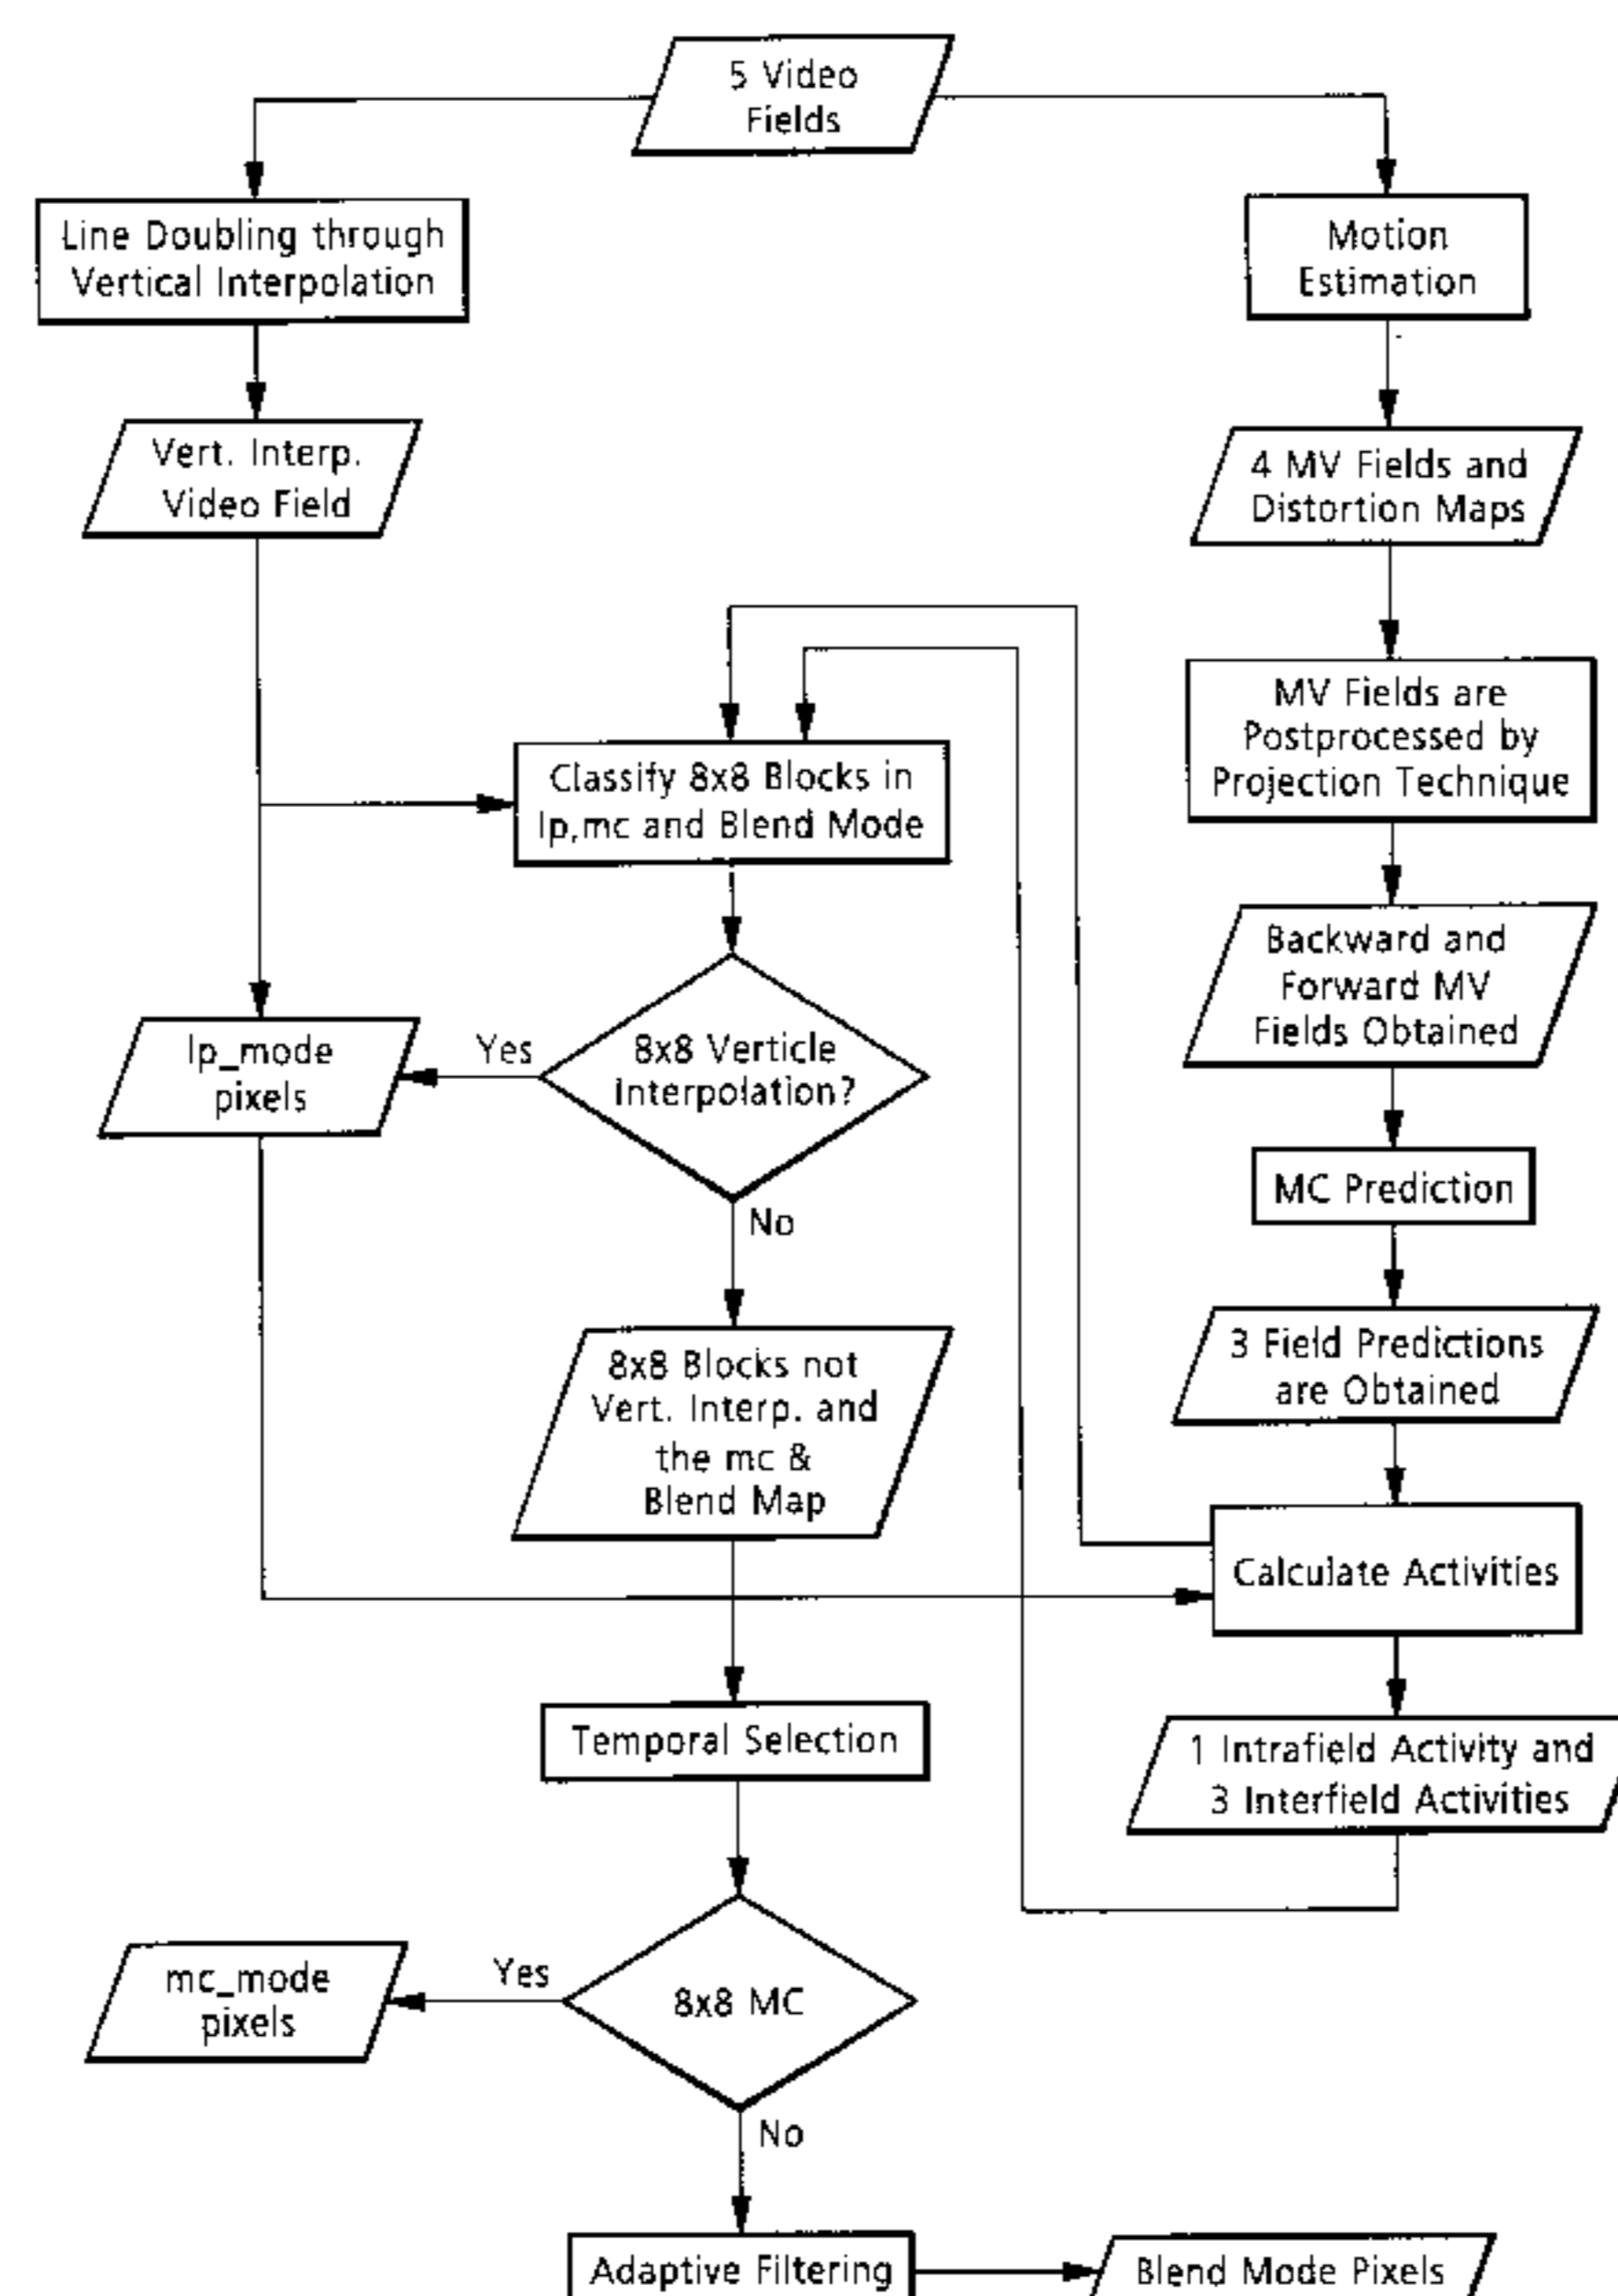 5 Video
Fields
Line Doubling through
Vertical Interpolation
Motion
Estimation
Vert. Interp.
Video Field
4 MV Fields and
Distortion Maps
MV Fields are
Postprocessed by
Projection Technique
Classify 8x8 Blocks in
lp,mc and Blend Mode
Backward and
Forward MV
Fields Obtained
lp_mode
pixels
Yes
8x8 Verticle
Interpolation?
No
MC Prediction
3 Field Predictions
are Obtained
8x8 Blocks not
Vert. Interp. and
the mc &
Blend Map
Calculate Activities
Temporal Selection
1 Intrafield Activity and
3 Interfield Activities
mc_mode
pixels
Yes
8x8 MC
No
Adaptive Filtering
Blend Mode Pixels